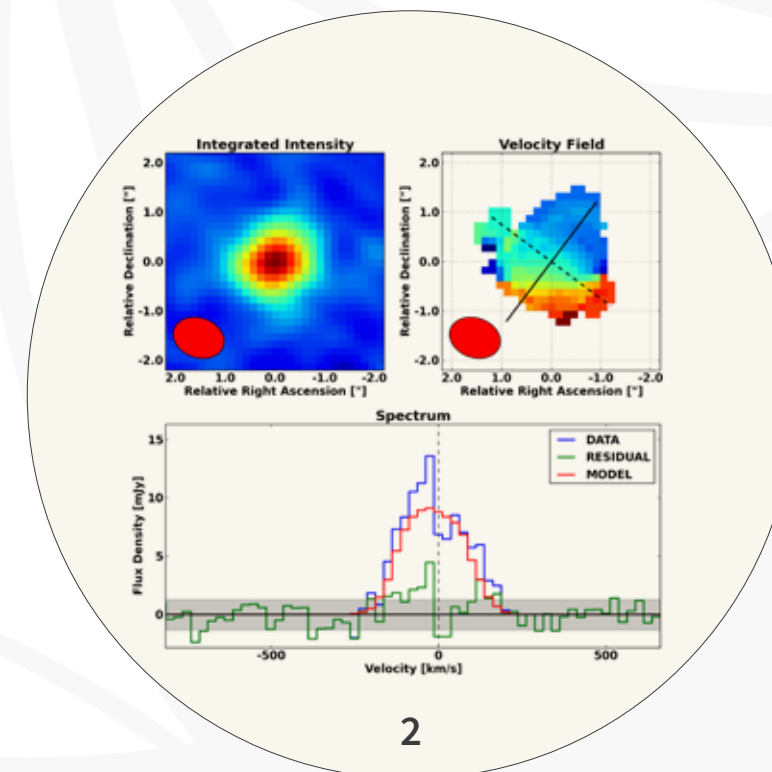 Integrated Intensity
2.0
1.0
0.0
-1.0
-2.0
Relative Declination ["]
2.0 1.0 0.0 -1.0 -2.0
Relative Right Ascension ["]
Velocity Field
2.0
1.0
0.0
-1.0
-2.0
Relative Declination ["]
2.0 1.0 0.0 -1.0 -2.0
Relative Right Ascension ["]
Spectrum
15
10
5
0
Flux Density [mJy]
DATA
RESIDUAL
MODEL
-500 0 500
Velocity [km/s]
2